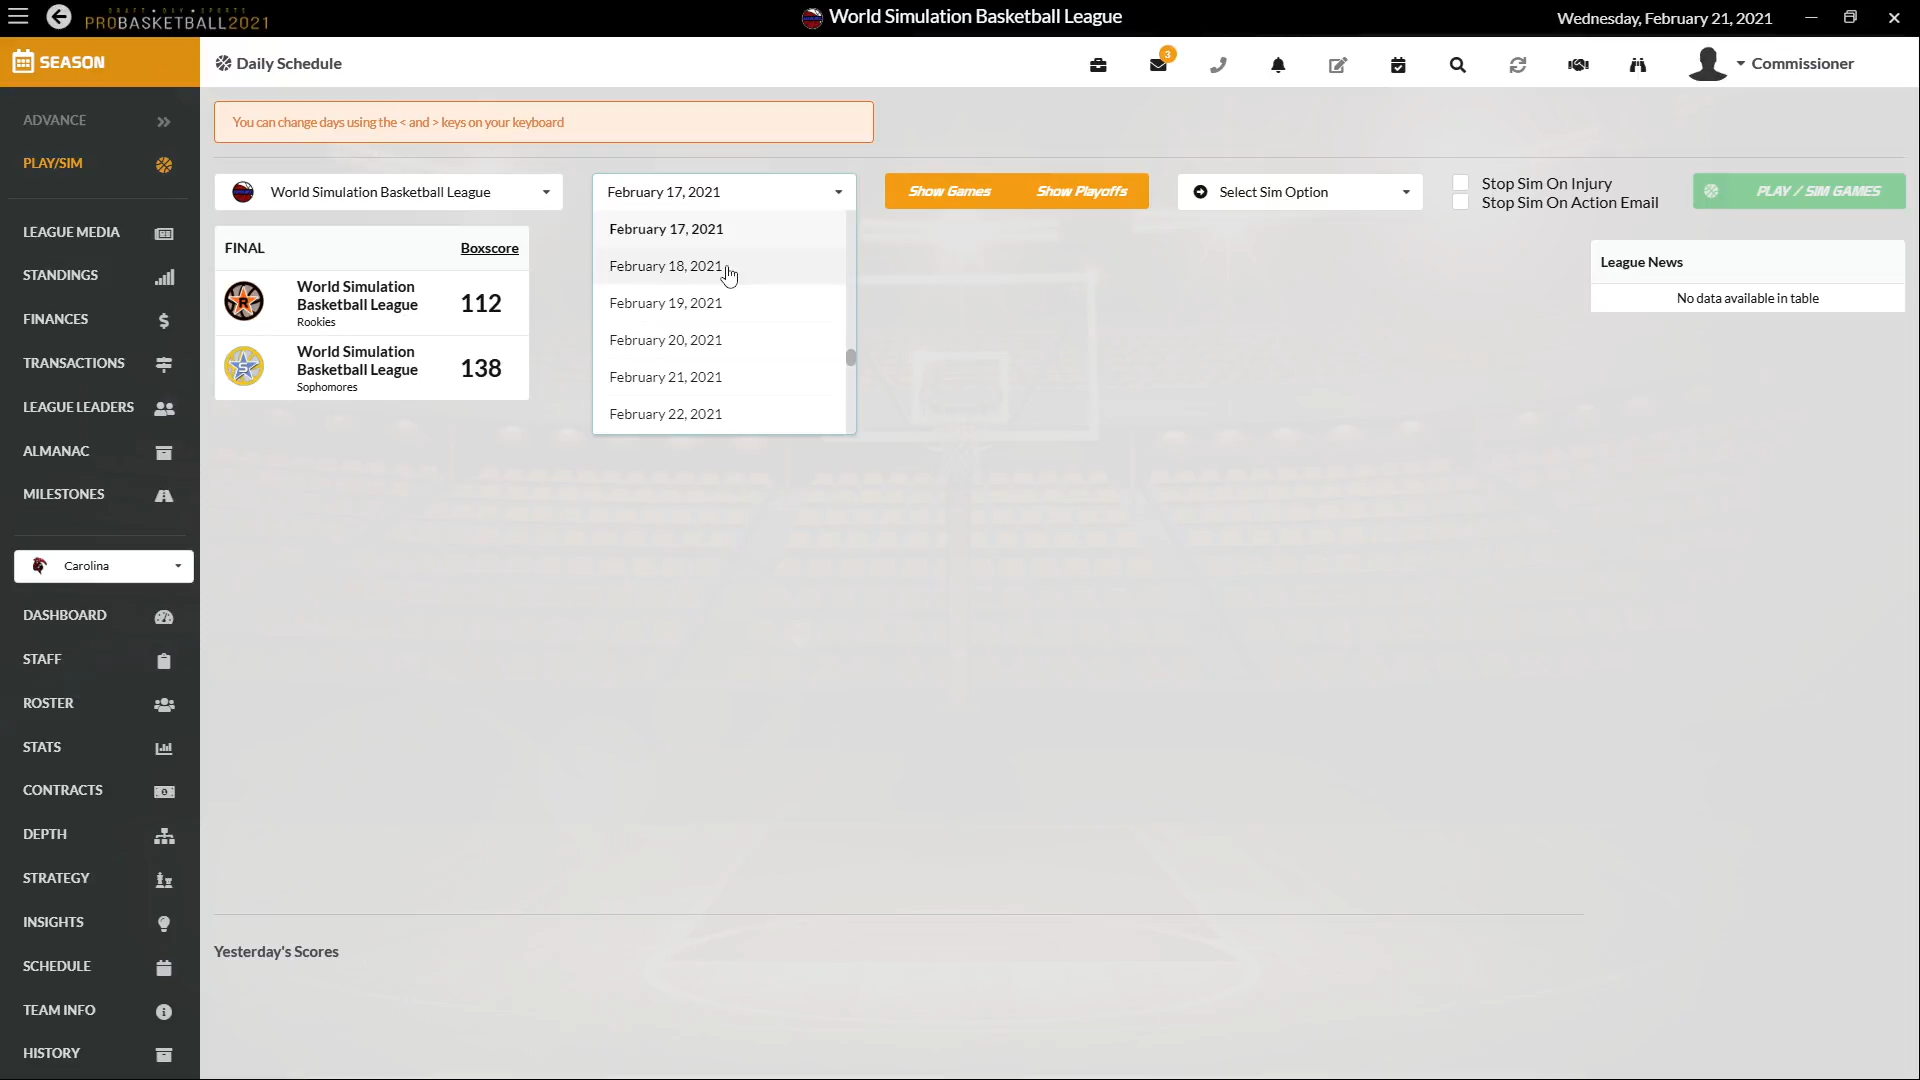 DRAFT • DAY • SPORTS
PROBASKETBALL2021
World Simulation Basketball League
Wednesday, February 21, 2021
SEASON
Daily Schedule
3
Commissioner
ADVANCE
PLAY/SIM
LEAGUE MEDIA
STANDINGS
FINANCES
TRANSACTIONS
LEAGUE LEADERS
ALMANAC
MILESTONES
Carolina
DASHBOARD
STAFF
ROSTER
STATS
CONTRACTS
DEPTH
STRATEGY
INSIGHTS
SCHEDULE
TEAM INFO
HISTORY
You can change days using the < and > keys on your keyboard
World Simulation Basketball League
February 17, 2021
Show Games
Show Playoffs
Select Sim Option
Stop Sim On Injury
Stop Sim On Action Email
PLAY / SIM GAMES
FINAL
Boxscore
World Simulation
Basketball League
Rookies
112
World Simulation
Basketball League
Sophomores
138
February 17, 2021
February 18, 2021
February 19, 2021
February 20, 2021
February 21, 2021
February 22, 2021
League News
No data available in table
Yesterday's Scores